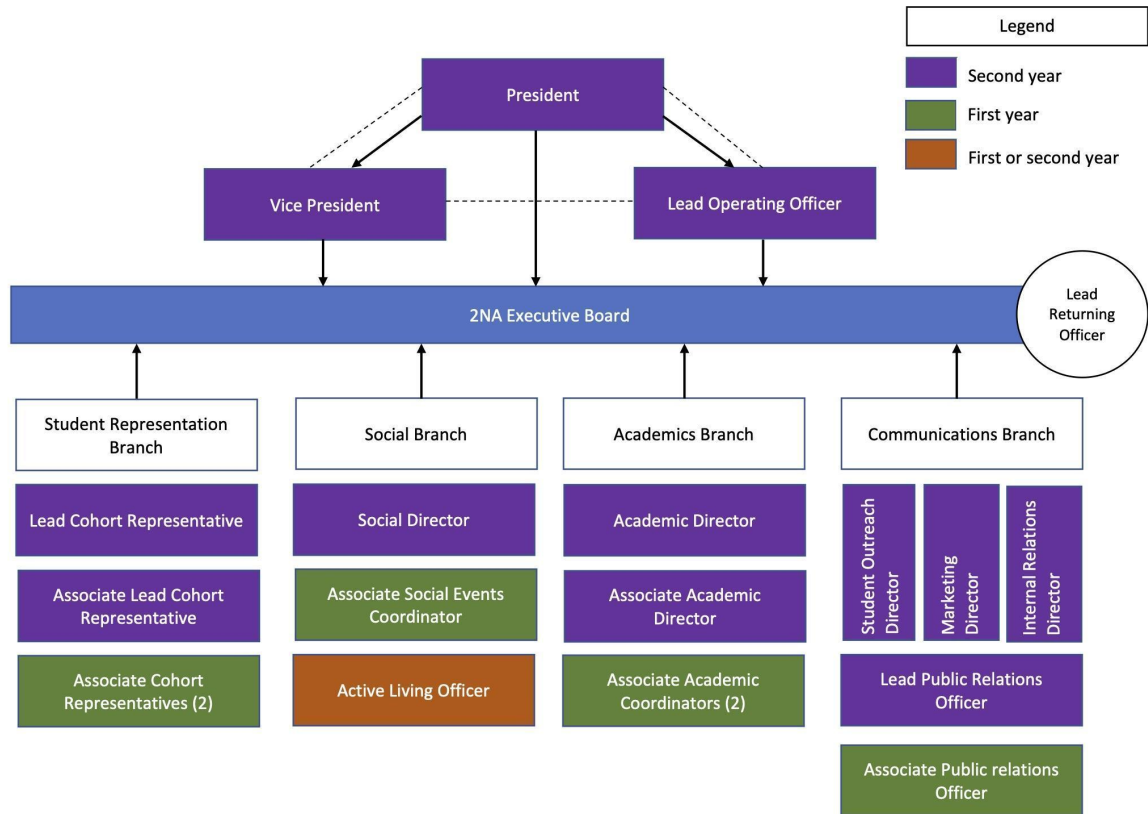 Legend
Second year
First year
First or second year
President
Vice President
Lead Operating Officer
2NA Executive Board
Lead
Returning
Officer
Student Representation
Branch
Social Branch
Academics Branch
Communications Branch
Lead Cohort Representative
Social Director
Academic Director
Student Outreach
Director
Marketing
Director
Internal Relations
Director
Associate Lead Cohort
Representative
Associate Social Events
Coordinator
Associate Academic
Director
Associate Cohort
Representatives (2)
Active Living Officer
Associate Academic
Coordinators (2)
Lead Public Relations
Officer
Associate Public relations
Officer